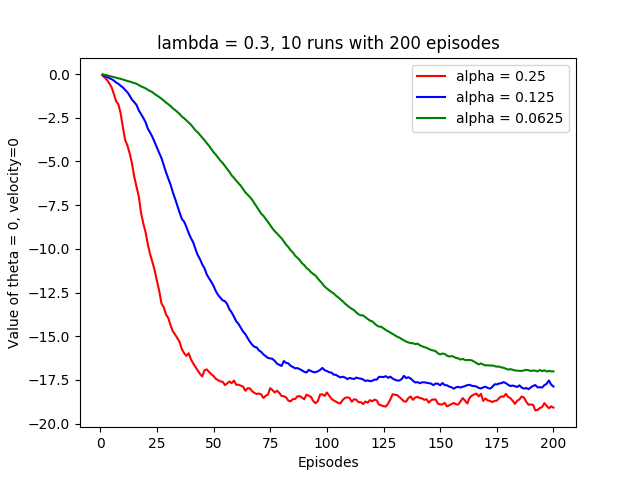 lambda = 0.3, 10 runs with 200 episodes
alpha = 0.25
alpha = 0.125
alpha = 0.0625
Value of theta = 0, velocity=0
0.0
−2.5
−5.0
−7.5
−10.0
−12.5
−15.0
−17.5
−20.0
0 25 50 75 100 125 150 175 200
Episodes